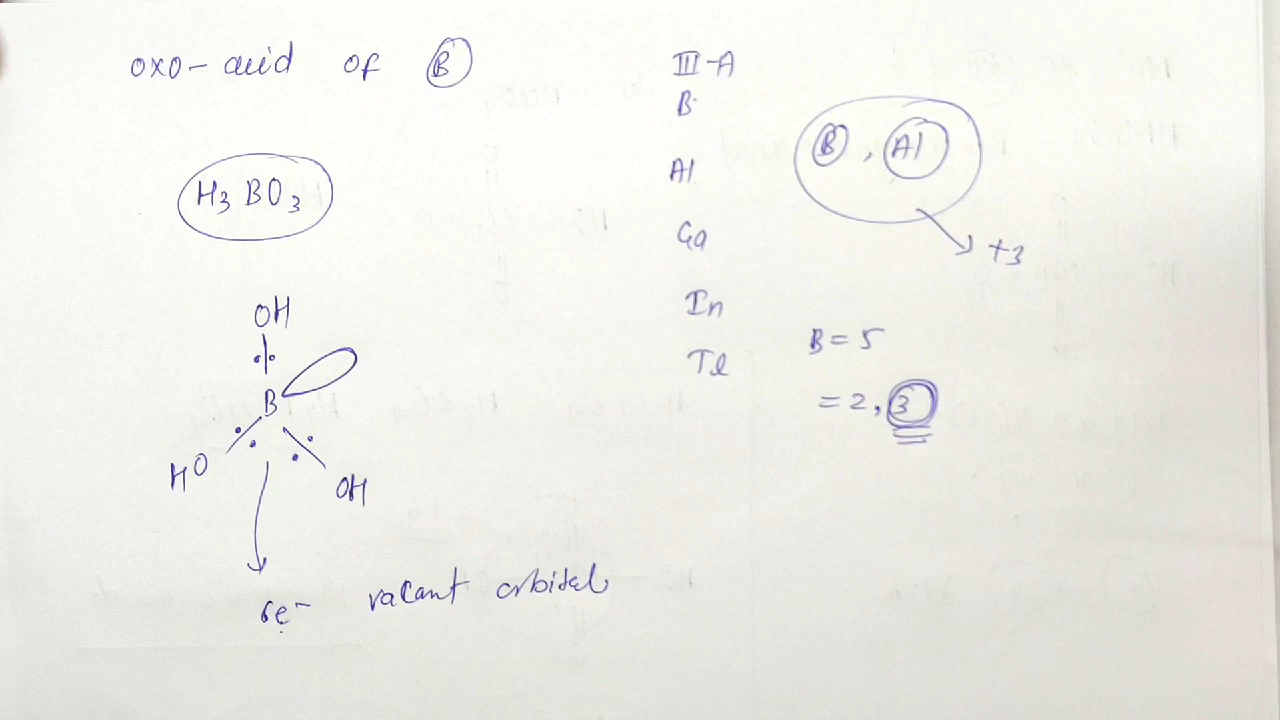 oxo-acid of B
H₃BO₃
OH
B
HO
OH
6e⁻ vacant orbital
III-A
B
Al
Ga
In
Tl
B, Al
+3
B = 5
= 2, 3